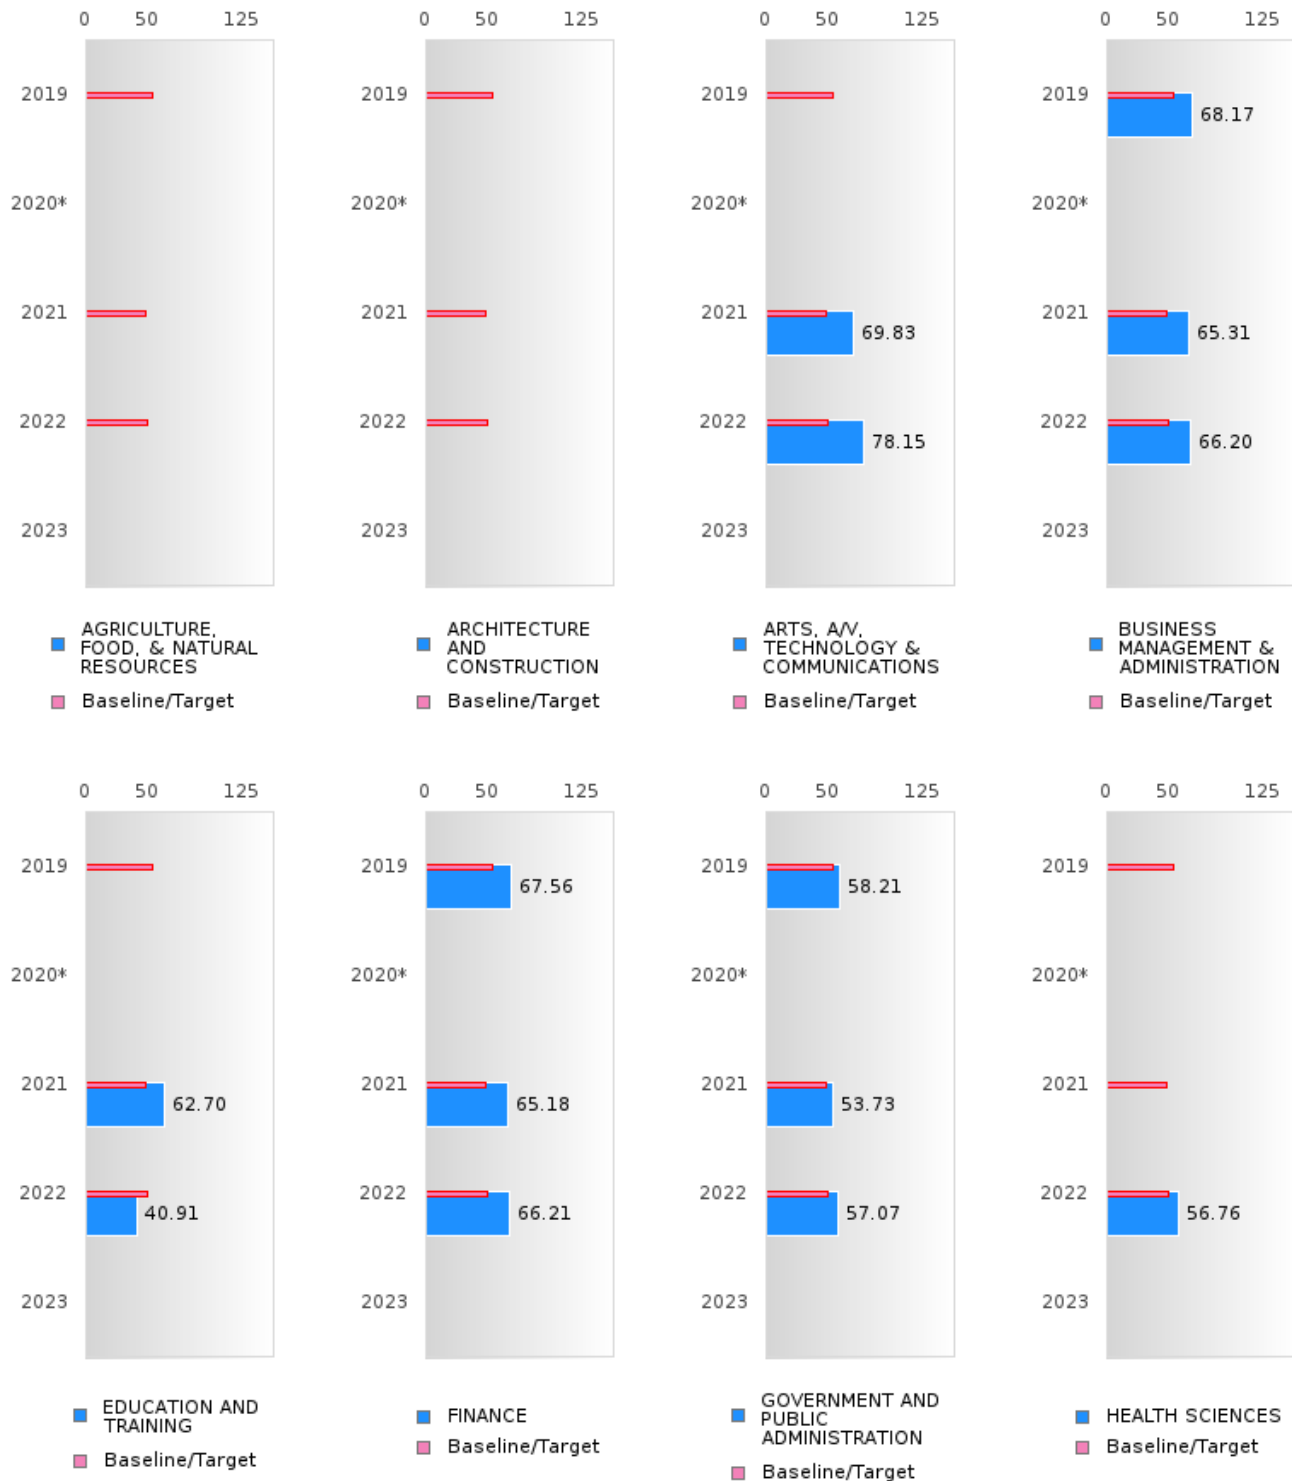 0 50 125
2019
2020*
2021
2022
2023
AGRICULTURE,
FOOD, & NATURAL
RESOURCES
Baseline/Target
0 50 125
2019
2020*
2021
2022
2023
ARCHITECTURE
AND
CONSTRUCTION
Baseline/Target
0 50 125
2019
2020*
2021
69.83
2022
78.15
2023
ARTS, A/V,
TECHNOLOGY &
COMMUNICATIONS
Baseline/Target
0 50 125
2019
68.17
2020*
2021
65.31
2022
66.20
2023
BUSINESS
MANAGEMENT &
ADMINISTRATION
Baseline/Target
0 50 125
2019
2020*
2021
62.70
2022
40.91
2023
EDUCATION AND
TRAINING
Baseline/Target
0 50 125
2019
67.56
2020*
2021
65.18
2022
66.21
2023
FINANCE
Baseline/Target
0 50 125
2019
58.21
2020*
2021
53.73
2022
57.07
2023
GOVERNMENT AND
PUBLIC
ADMINISTRATION
Baseline/Target
0 50 125
2019
2020*
2021
2022
56.76
2023
HEALTH SCIENCES
Baseline/Target